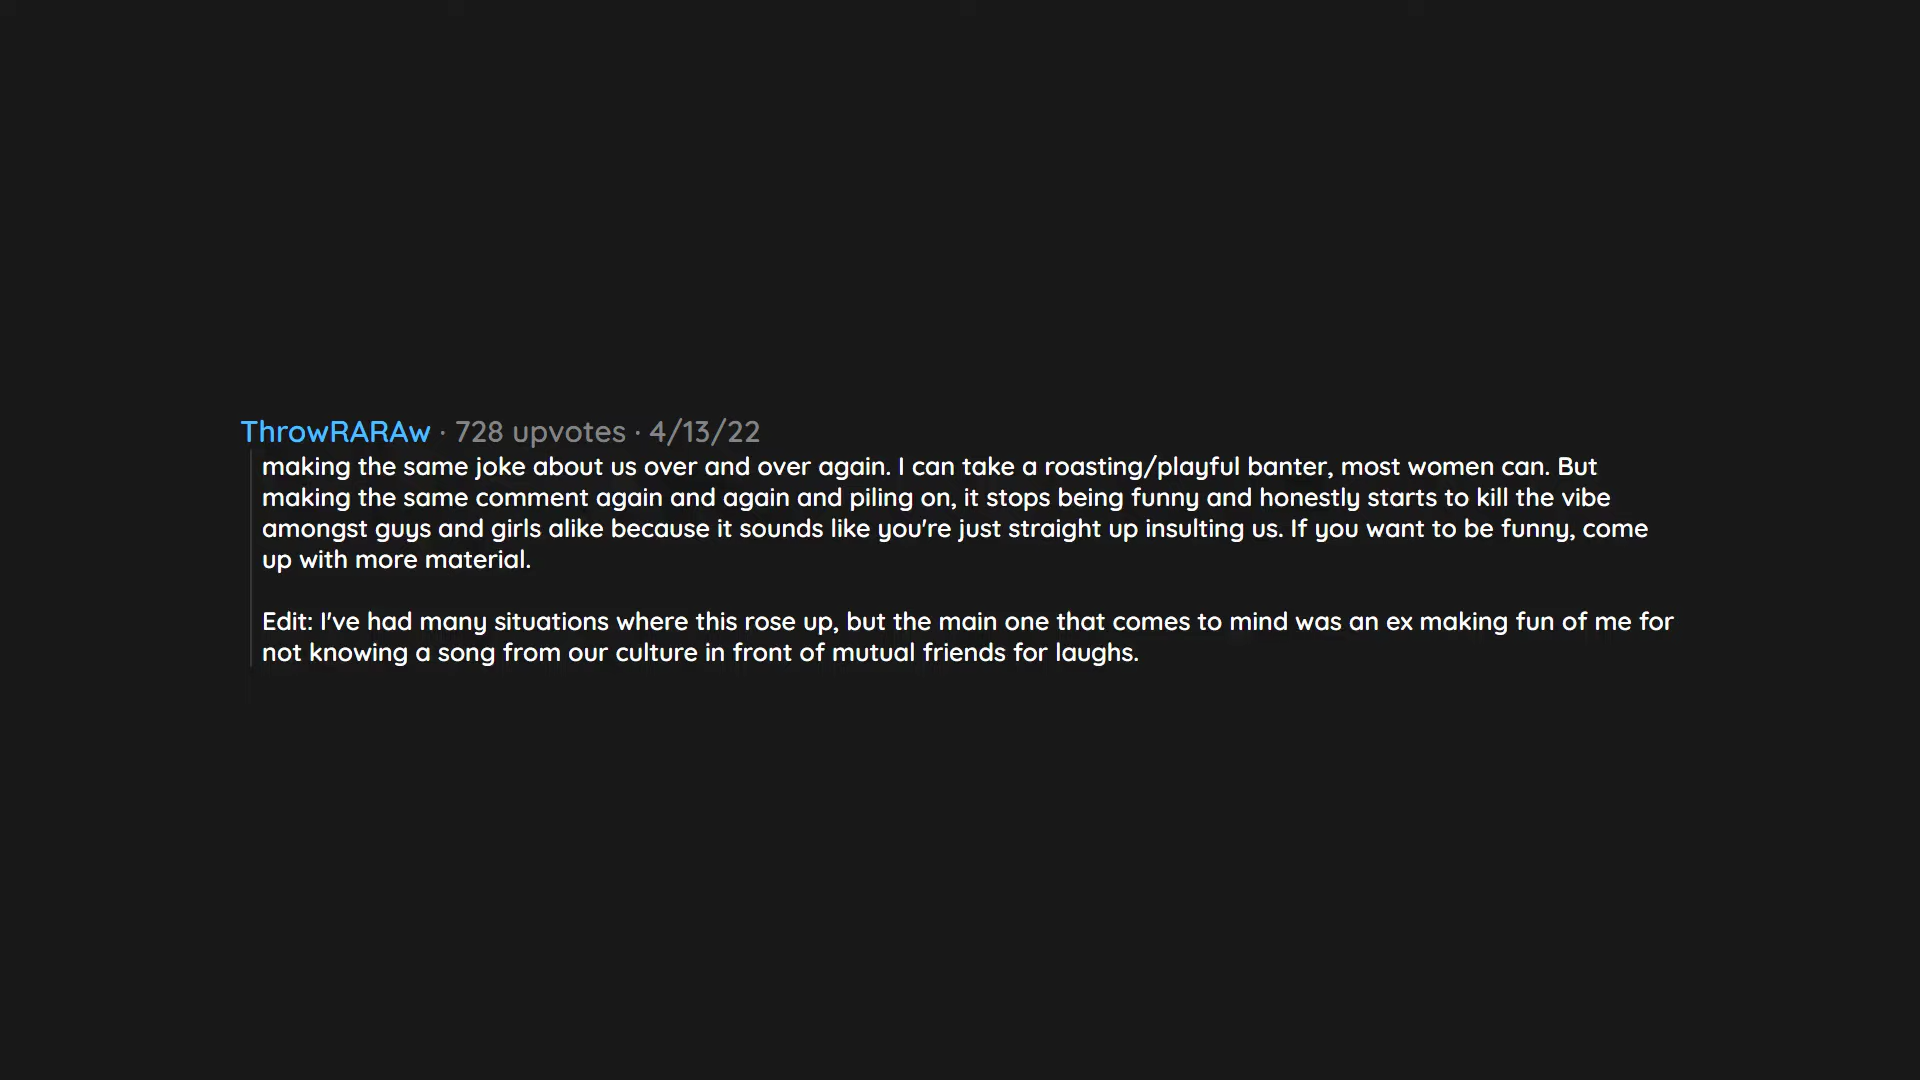 ThrowRARAw · 728 upvotes · 4/13/22
making the same joke about us over and over again. I can take a roasting/playful banter, most women can. But
making the same comment again and again and piling on, it stops being funny and honestly starts to kill the vibe
amongst guys and girls alike because it sounds like you're just straight up insulting us. If you want to be funny, come
up with more material.
Edit: I've had many situations where this rose up, but the main one that comes to mind was an ex making fun of me for
not knowing a song from our culture in front of mutual friends for laughs.